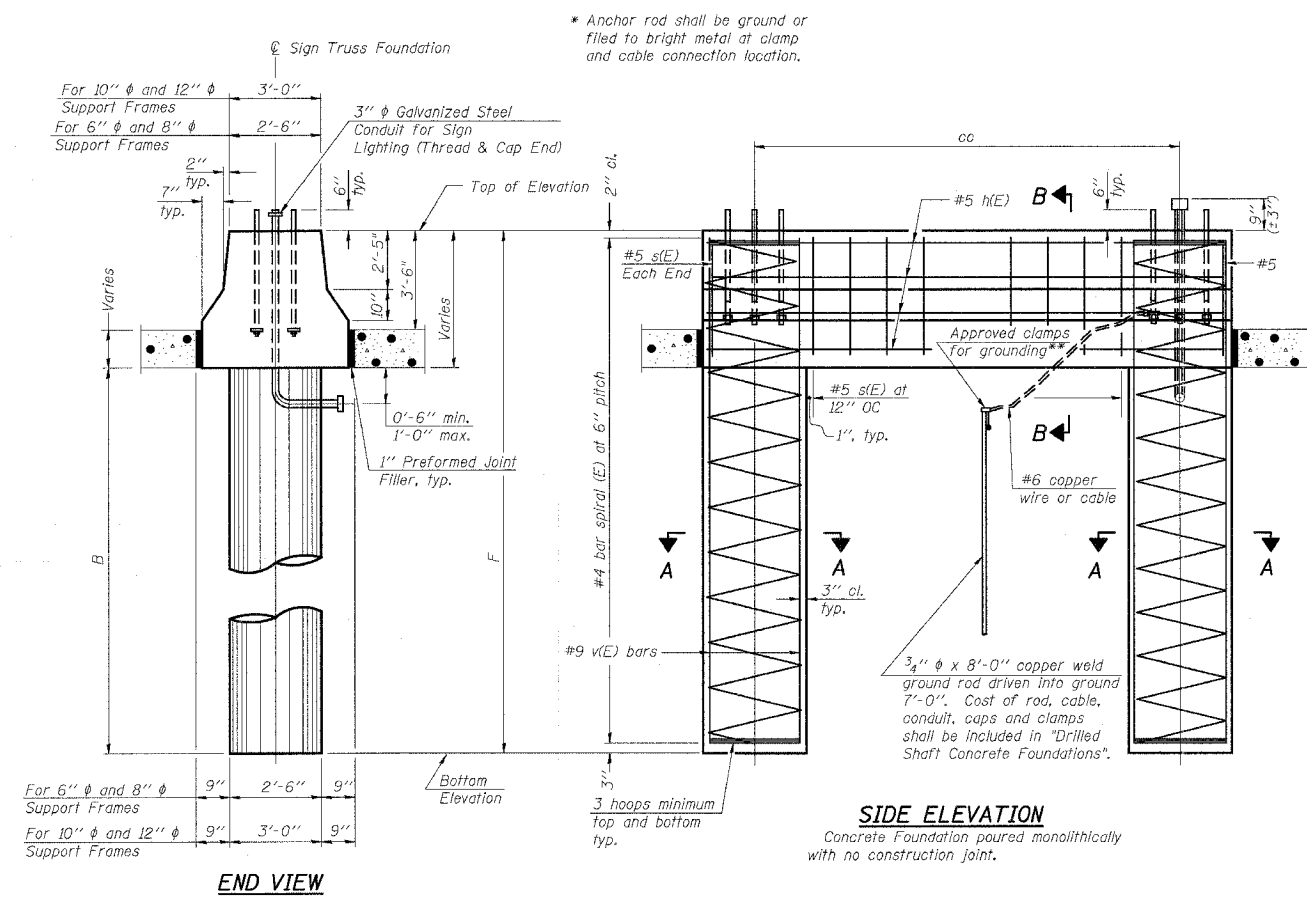 * Anchor rod shall be ground or
filed to bright metal at clamp
and cable connection location.
℄ Sign Truss Foundation
For 10'' ϕ and 12'' ϕ
Support Frames
3'-0''
For 6'' ϕ and 8'' ϕ
Support Frames
2'-6''
3'' ϕ Galvanized Steel
Conduit for Sign
Lighting (Thread & Cap End)
2''
typ.
7''
typ.
6''
typ.
Top of Elevation
2'' cl.
CC
#5 h(E)
B
6''
typ.
9''
(±3'')
#5 s(E)
Each End
#5
Varies
2'-5''
10''
3'-6''
Varies
Approved clamps
for grounding**
0'-6'' min.
1'-0'' max.
1'' Preformed Joint
Filler, typ.
#5 s(E) at
12'' OC
1'', typ.
B
#6 copper
wire or cable
#4 bar spiral (E) at 6'' pitch
B
F
A
A
A
A
3'' cl.
typ.
#9 v(E) bars
3/4'' ϕ x 8'-0'' copper weld
ground rod driven into ground
7'-0''. Cost of rod, cable,
conduit, caps and clamps
shall be included in "Drilled
Shaft Concrete Foundations".
For 6'' ϕ and 8'' ϕ
Support Frames
9''
2'-6''
9''
For 10'' ϕ and 12'' ϕ
Support Frames
9''
3'-0''
9''
Bottom
Elevation
3''
3 hoops minimum
top and bottom
typ.
SIDE ELEVATION
Concrete Foundation poured monolithically
with no construction joint.
END VIEW